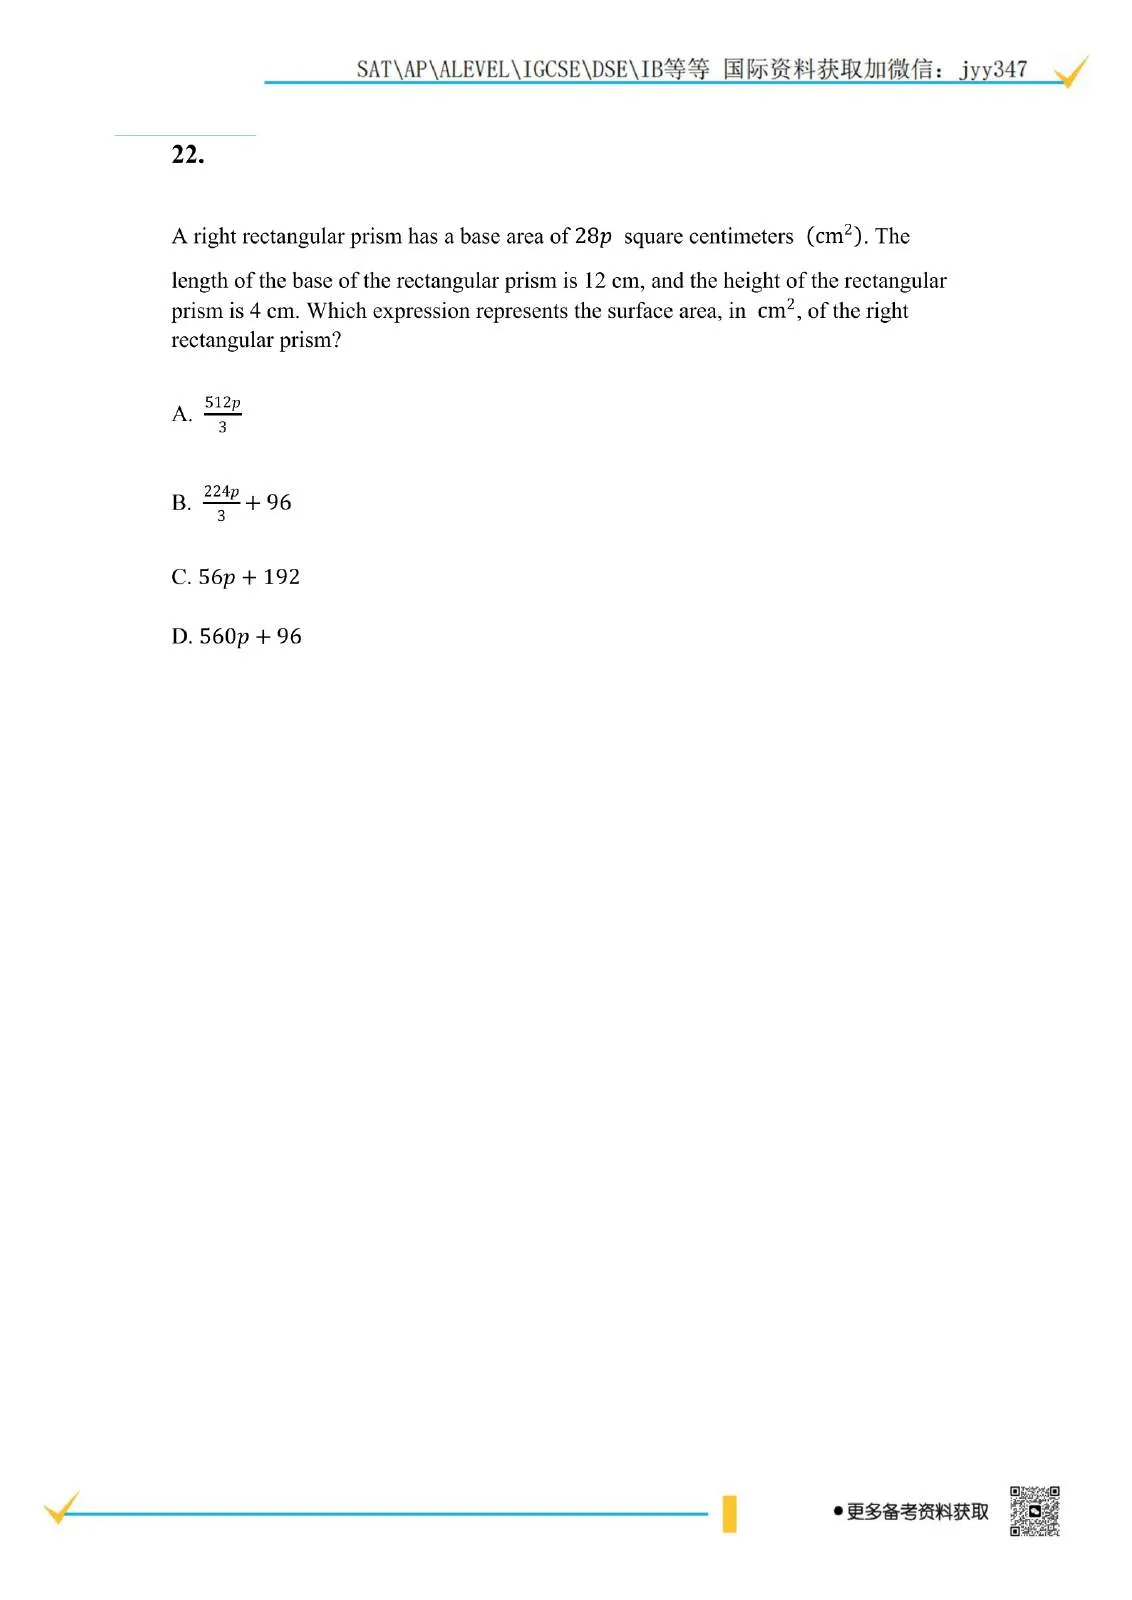 SAT\AP\ALEVEL\IGCSE\DSE\IB等等 国际资料获取加微信：jyy347
22.
A right rectangular prism has a base area of 28p square centimeters (cm²). The
length of the base of the rectangular prism is 12 cm, and the height of the rectangular
prism is 4 cm. Which expression represents the surface area, in cm², of the right
rectangular prism?
A. 512p/3
B. 224p/3 + 96
C. 56p + 192
D. 560p + 96
●更多备考资料获取